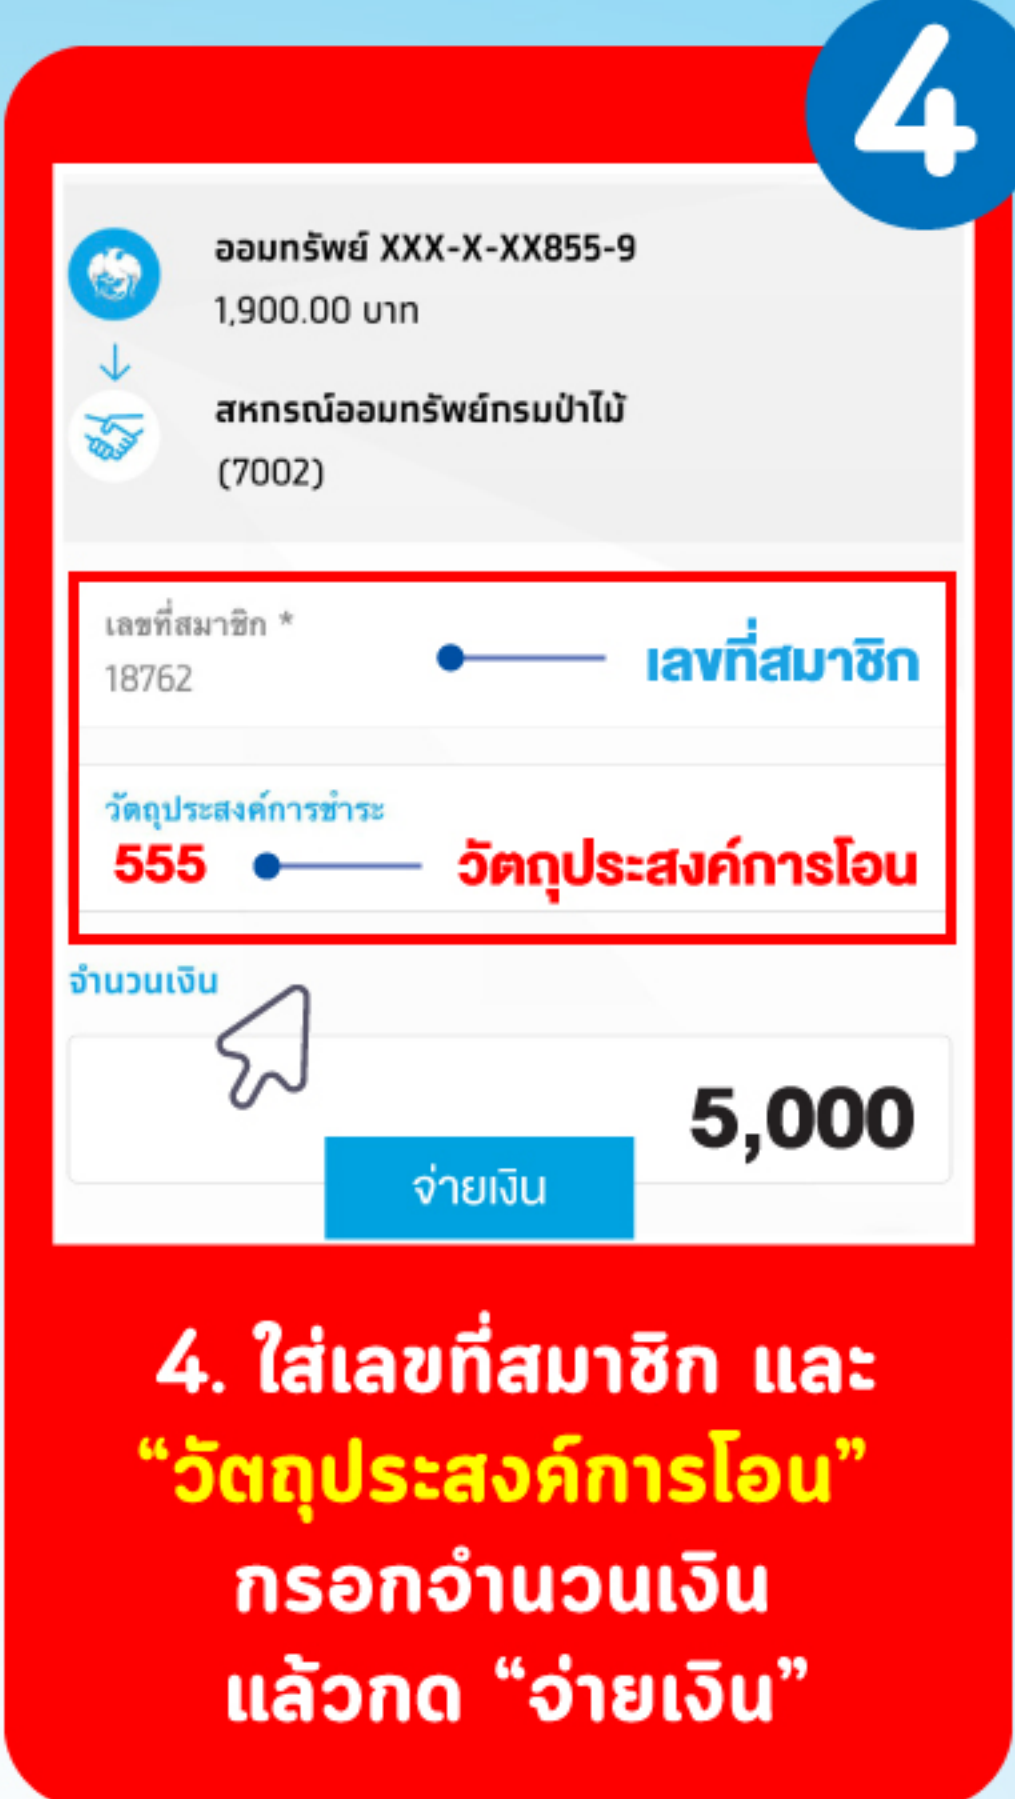 4
ออมทรัพย์ XXX-X-XX855-9
1,900.00 บาท
สหกรณ์ออมทรัพย์กรมป่าไม้
(7002)
เลขที่สมาชิก *
18762
เลขที่สมาชิก
วัตถุประสงค์การชำระ
555 วัตถุประสงค์การโอน
จำนวนเงิน
5,000
จ่ายเงิน
4. ใส่เลขที่สมาชิก และ
“วัตถุประสงค์การโอน”
กรอกจำนวนเงิน
แล้วกด “จ่ายเงิน”